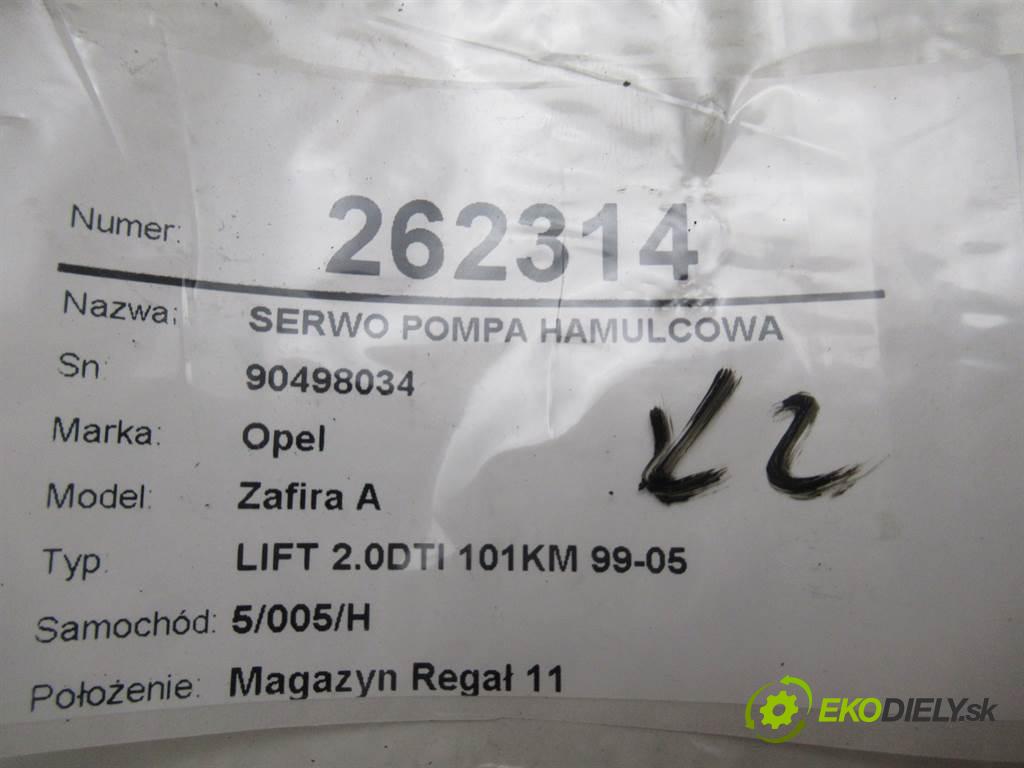 Numer: 262314
Nazwa: SERWO POMPA HAMULCOWA
Sn: 90498034
Marka: Opel
Model: Zafira A
Typ: LIFT 2.0DTI 101KM 99-05
Samochód: 5/005/H
Położenie: Magazyn Regał 11
EKODIELY.sk